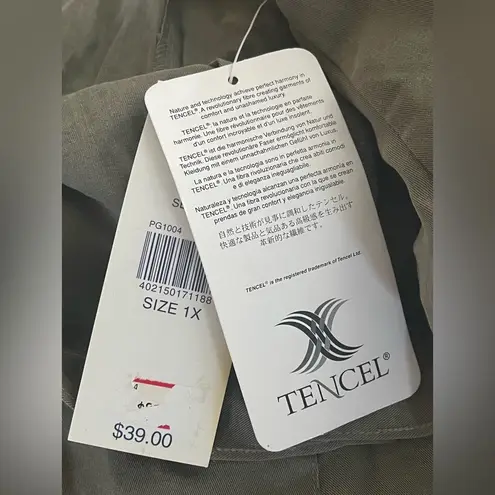 Nature and technology achieve perfect harmony in
TENCEL®. A revolutionary fibre creating garments of
comfort and unashamed luxury.
TENCEL®: la nature et la technologie en parfaite
harmonie. Une fibre révolutionnaire pour des vêtements
d'un confort incroyable et d'un luxe insolent.
TENCEL® ist die harmonische Verbindung von Natur und
Technik. Diese revolutionäre Faser ermöglicht komfortable
Kleidung mit einem unnachahmlichen Gefühl von Luxus.
La natura e la tecnologia sono in perfetta armonia in
TENCEL®. Una fibra rivoluzionaria che crea abiti comodi
e di eleganza ineguagliabile.
Naturaleza y tecnología alcanzan una perfecta armonía en
TENCEL®. Una fibra revolucionaria con la que se crean
prendas de gran confort y elegancia inigualable.
自然と技術が見事に調和したテンセル。
快適な製品と気品ある高級感を生み出す
革新的な繊維です。
TENCEL® is the registered trademark of Tencel Ltd.
TENCEL®
PG1004
402150171188
SIZE 1X
4
$39.00